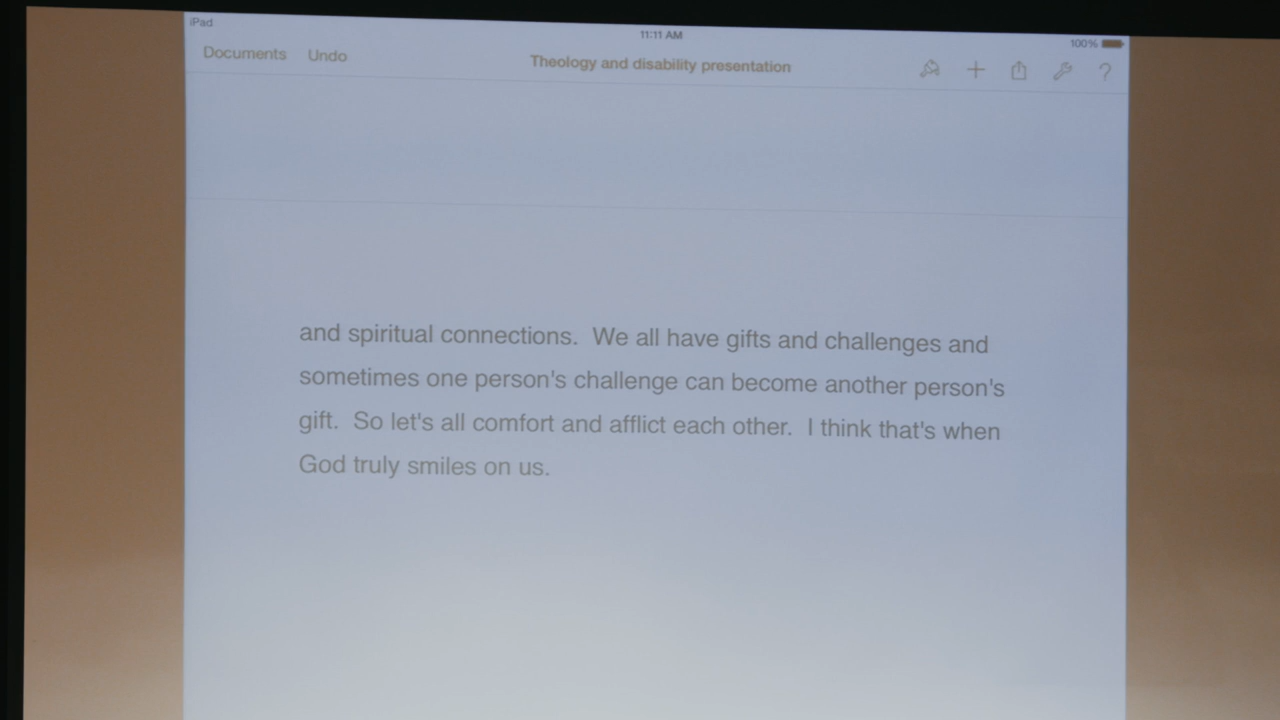 iPad
11:11 AM
100%
Documents Undo
Theology and disability presentation
?
and spiritual connections.  We all have gifts and challenges and
sometimes one person's challenge can become another person's
gift.  So let's all comfort and afflict each other.  I think that's when
God truly smiles on us.